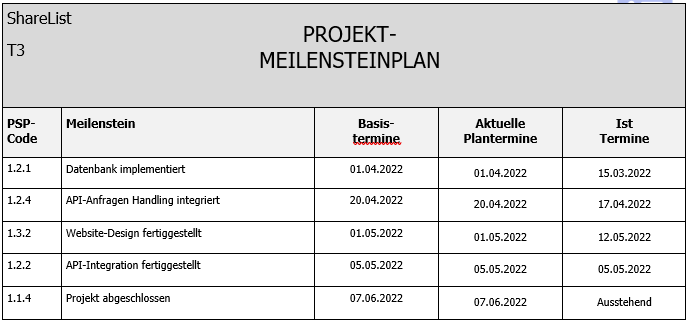 ShareList
T3
PROJEKT-
MEILENSTEINPLAN
PSP-
Code
Meilenstein
Basis-
termine
Aktuelle
Plantermine
Ist
Termine
1.2.1 Datenbank implementiert 01.04.2022 01.04.2022 15.03.2022
1.2.4 API-Anfragen Handling integriert 20.04.2022 20.04.2022 17.04.2022
1.3.2 Website-Design fertiggestellt 01.05.2022 01.05.2022 12.05.2022
1.2.2 API-Integration fertiggestellt 05.05.2022 05.05.2022 05.05.2022
1.1.4 Projekt abgeschlossen 07.06.2022 07.06.2022 Ausstehend